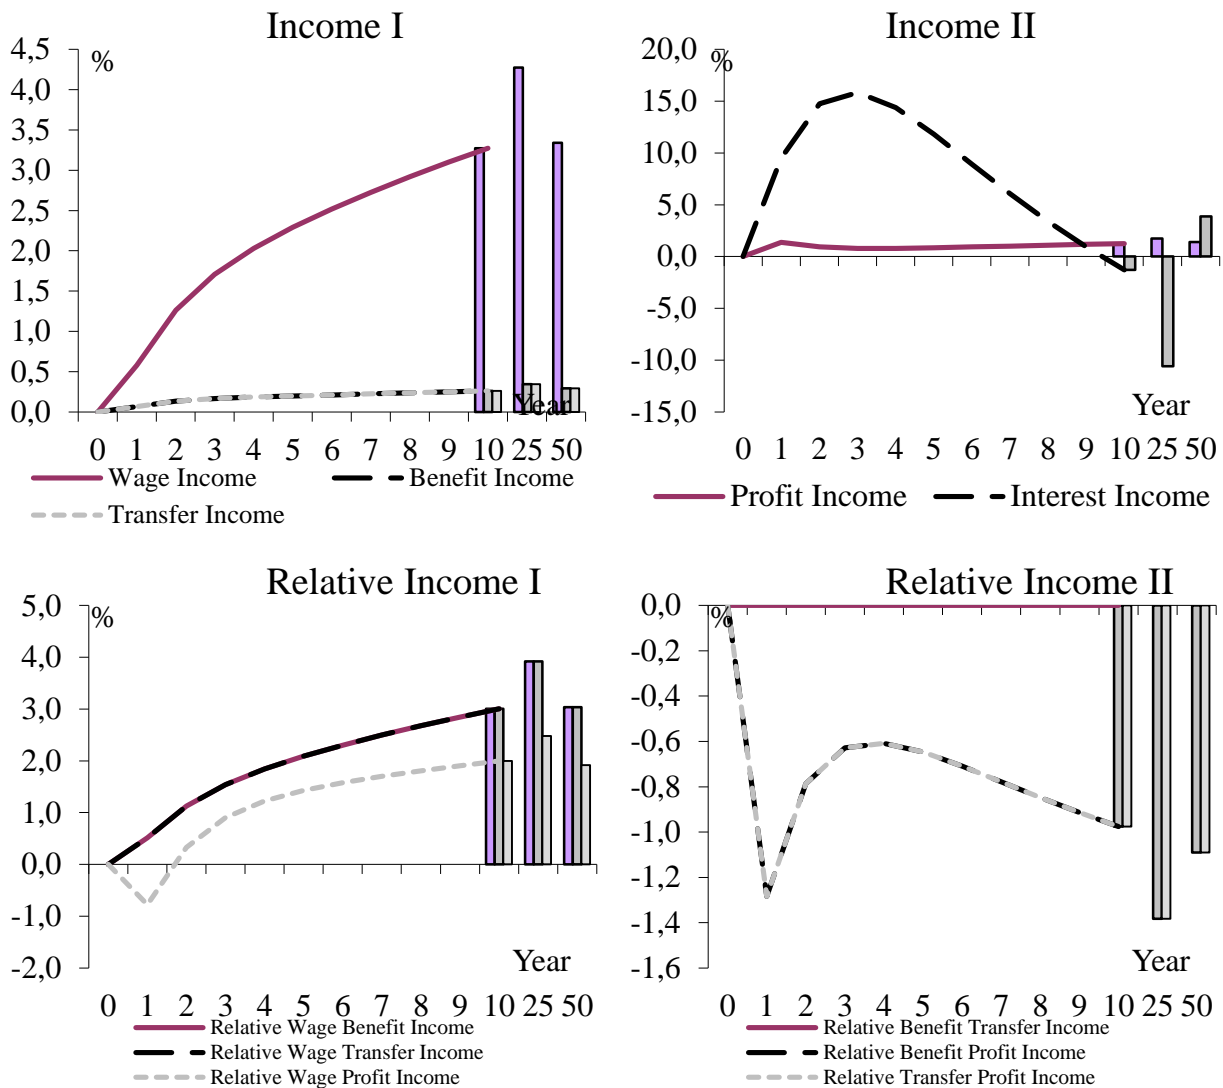 Income I
%
4,5
4,0
3,5
3,0
2,5
2,0
1,5
1,0
0,5
0,0
Year
0 1 2 3 4 5 6 7 8 9 10 25 50
Wage Income
Benefit Income
Transfer Income
Income II
%
20,0
15,0
10,0
5,0
0,0
-5,0
-10,0
-15,0
Year
0 1 2 3 4 5 6 7 8 9 10 25 50
Profit Income
Interest Income
Relative Income I
%
5,0
4,0
3,0
2,0
1,0
0,0
-1,0
-2,0
Year
0 1 2 3 4 5 6 7 8 9 10 25 50
Relative Wage Benefit Income
Relative Wage Transfer Income
Relative Wage Profit Income
Relative Income II
%
0,0
-0,2
-0,4
-0,6
-0,8
-1,0
-1,2
-1,4
-1,6
Year
0 1 2 3 4 5 6 7 8 9 10 25 50
Relative Benefit Transfer Income
Relative Benefit Profit Income
Relative Transfer Profit Income